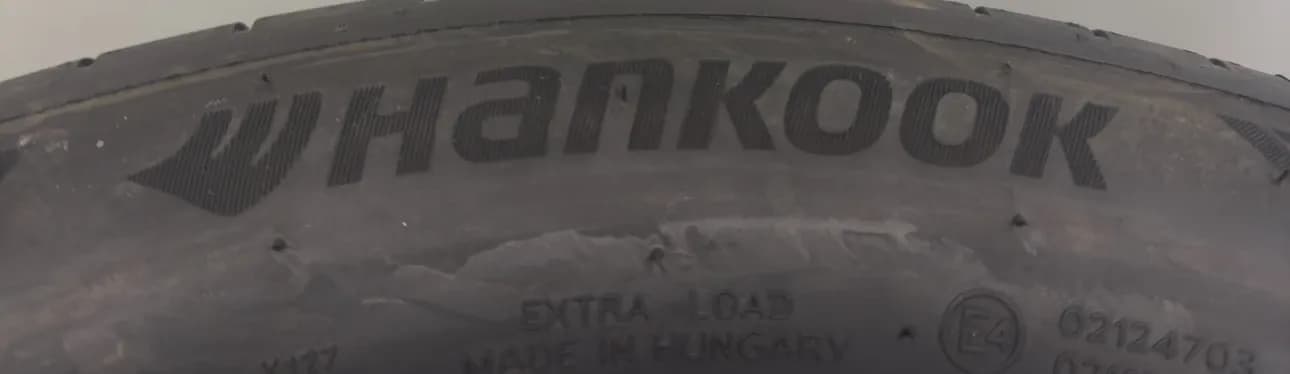 Hankook
EXTRA LOAD
MADE IN HUNGARY
E4
02124703